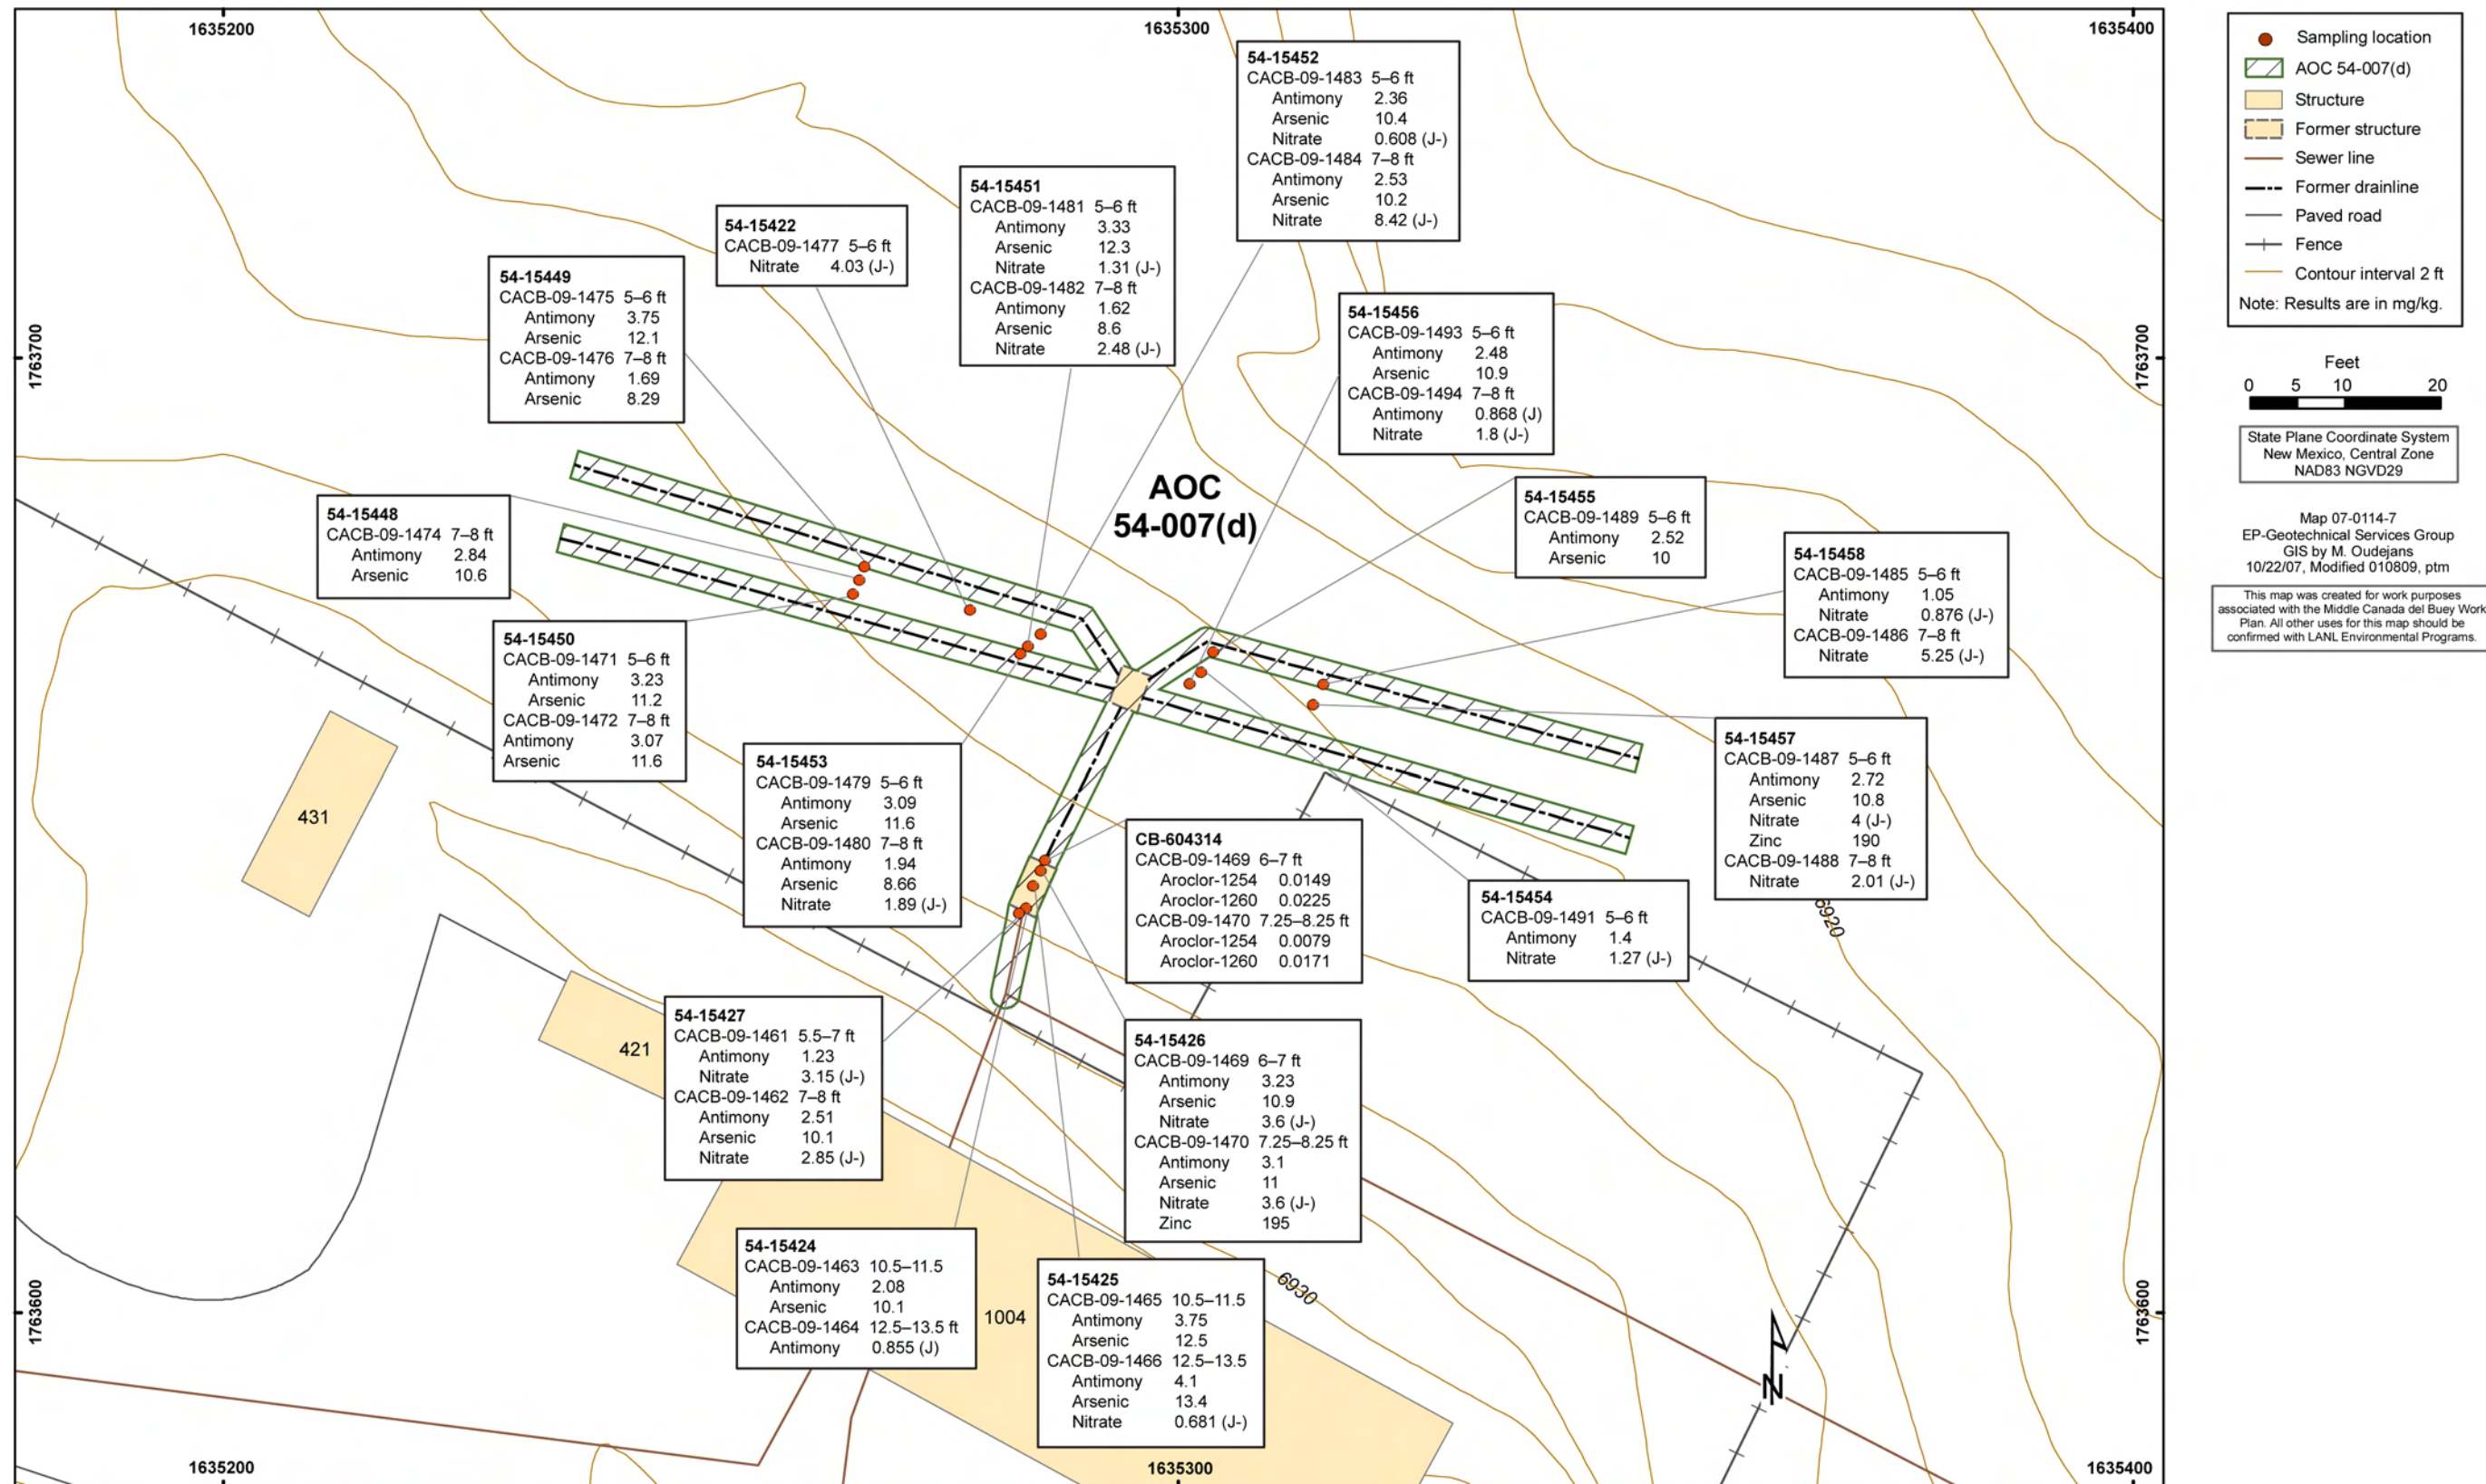 1635200
1635300
1635400
1763700
1763700
54-15452
CACB-09-1483 5–6 ft
Antimony 2.36
Arsenic 10.4
Nitrate 0.608 (J-)
CACB-09-1484 7–8 ft
Antimony 2.53
Arsenic 10.2
Nitrate 8.42 (J-)
54-15451
CACB-09-1481 5–6 ft
Antimony 3.33
Arsenic 12.3
Nitrate 1.31 (J-)
CACB-09-1482 7–8 ft
Antimony 1.62
Arsenic 8.6
Nitrate 2.48 (J-)
54-15422
CACB-09-1477 5–6 ft
Nitrate 4.03 (J-)
54-15449
CACB-09-1475 5–6 ft
Antimony 3.75
Arsenic 12.1
CACB-09-1476 7–8 ft
Antimony 1.69
Arsenic 8.29
54-15456
CACB-09-1493 5–6 ft
Antimony 2.48
Arsenic 10.9
CACB-09-1494 7–8 ft
Antimony 0.868 (J)
Nitrate 1.8 (J-)
AOC
54-007(d)
54-15455
CACB-09-1489 5–6 ft
Antimony 2.52
Arsenic 10
54-15448
CACB-09-1474 7–8 ft
Antimony 2.84
Arsenic 10.6
54-15458
CACB-09-1485 5–6 ft
Antimony 1.05
Nitrate 0.876 (J-)
CACB-09-1486 7–8 ft
Nitrate 5.25 (J-)
54-15450
CACB-09-1471 5–6 ft
Antimony 3.23
Arsenic 11.2
CACB-09-1472 7–8 ft
Antimony 3.07
Arsenic 11.6
54-15457
CACB-09-1487 5–6 ft
Antimony 2.72
Arsenic 10.8
Nitrate 4 (J-)
Zinc 190
CACB-09-1488 7–8 ft
Nitrate 2.01 (J-)
54-15453
CACB-09-1479 5–6 ft
Antimony 3.09
Arsenic 11.6
CACB-09-1480 7–8 ft
Antimony 1.94
Arsenic 8.66
Nitrate 1.89 (J-)
431
CB-604314
CACB-09-1469 6–7 ft
Aroclor-1254 0.0149
Aroclor-1260 0.0225
CACB-09-1470 7.25–8.25 ft
Aroclor-1254 0.0079
Aroclor-1260 0.0171
54-15454
CACB-09-1491 5–6 ft
Antimony 1.4
Nitrate 1.27 (J-)
6920
54-15427
CACB-09-1461 5.5–7 ft
Antimony 1.23
Nitrate 3.15 (J-)
CACB-09-1462 7–8 ft
Antimony 2.51
Arsenic 10.1
Nitrate 2.85 (J-)
421
54-15426
CACB-09-1469 6–7 ft
Antimony 3.23
Arsenic 10.9
Nitrate 3.6 (J-)
CACB-09-1470 7.25–8.25 ft
Antimony 3.1
Arsenic 11
Nitrate 3.6 (J-)
Zinc 195
54-15424
CACB-09-1463 10.5–11.5
Antimony 2.08
Arsenic 10.1
CACB-09-1464 12.5–13.5 ft
Antimony 0.855 (J)
1004
54-15425
CACB-09-1465 10.5–11.5
Antimony 3.75
Arsenic 12.5
CACB-09-1466 12.5–13.5
Antimony 4.1
Arsenic 13.4
Nitrate 0.681 (J-)
6930
1763600
1763600
N
1635200
1635300
1635400
Sampling location
AOC 54-007(d)
Structure
Former structure
Sewer line
Former drainline
Paved road
Fence
Contour interval 2 ft
Note: Results are in mg/kg.
Feet
0 5 10 20
State Plane Coordinate System
New Mexico, Central Zone
NAD83 NGVD29
Map 07-0114-7
EP-Geotechnical Services Group
GIS by M. Oudejans
10/22/07, Modified 010809, ptm
This map was created for work purposes
associated with the Middle Canada del Buey Work
Plan. All other uses for this map should be
confirmed with LANL Environmental Programs.